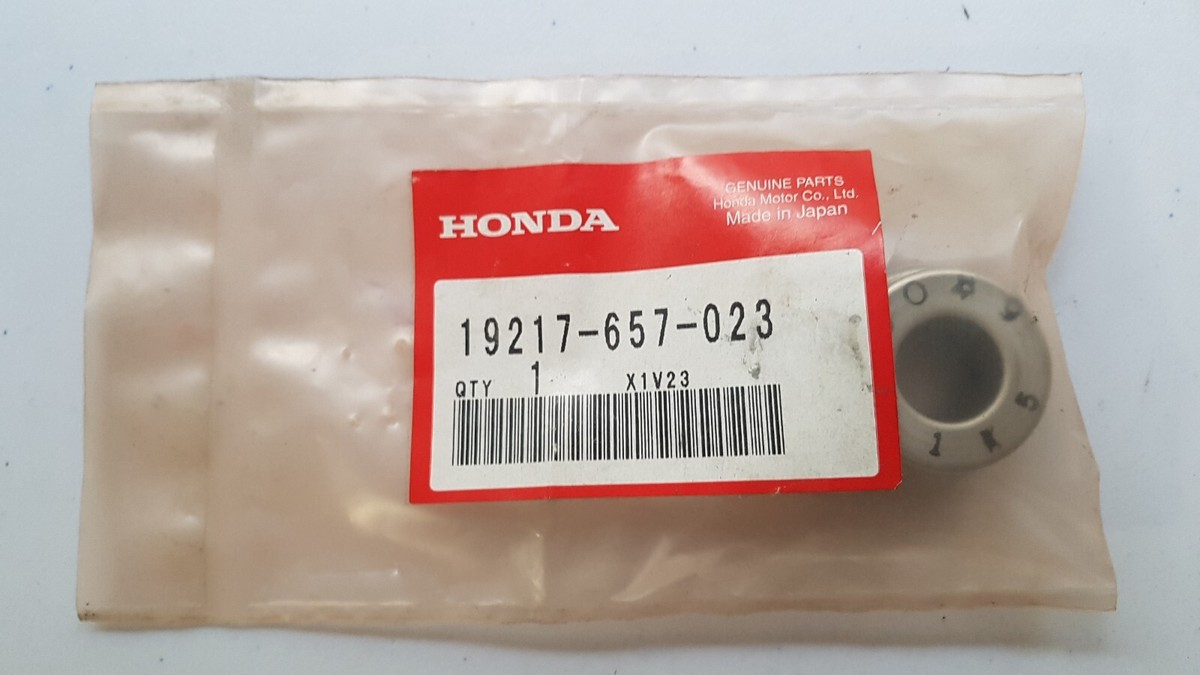 HONDA
GENUINE PARTS
Honda Motor Co., Ltd.
Made in Japan
19217-657-023
QTY 1 X1V23